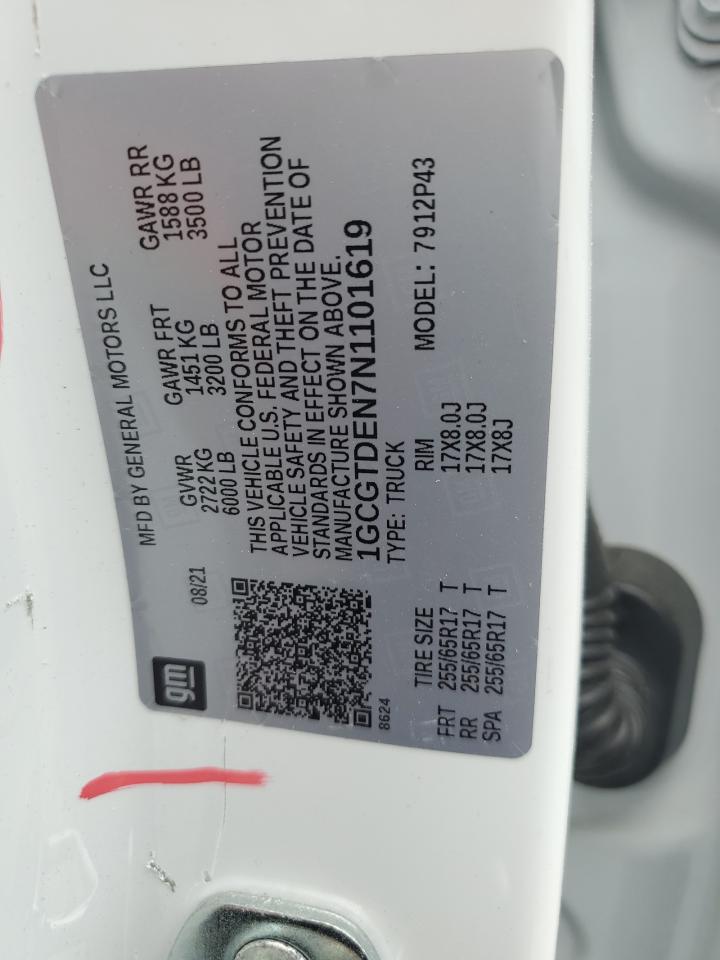 gm
08/21
MFD BY GENERAL MOTORS LLC
GVWR GAWR FRT GAWR RR
2722 KG 1451 KG 1588 KG
6000 LB 3200 LB 3500 LB
THIS VEHICLE CONFORMS TO ALL
APPLICABLE U.S. FEDERAL MOTOR
VEHICLE SAFETY AND THEFT PREVENTION
STANDARDS IN EFFECT ON THE DATE OF
MANUFACTURE SHOWN ABOVE.
1GCGTDEN7N1101619
8624
TYPE: TRUCK MODEL: 7912P43
TIRE SIZE RIM
FRT 255/65R17 T 17X8.0J
RR 255/65R17 T 17X8.0J
SPA 255/65R17 T 17X8J